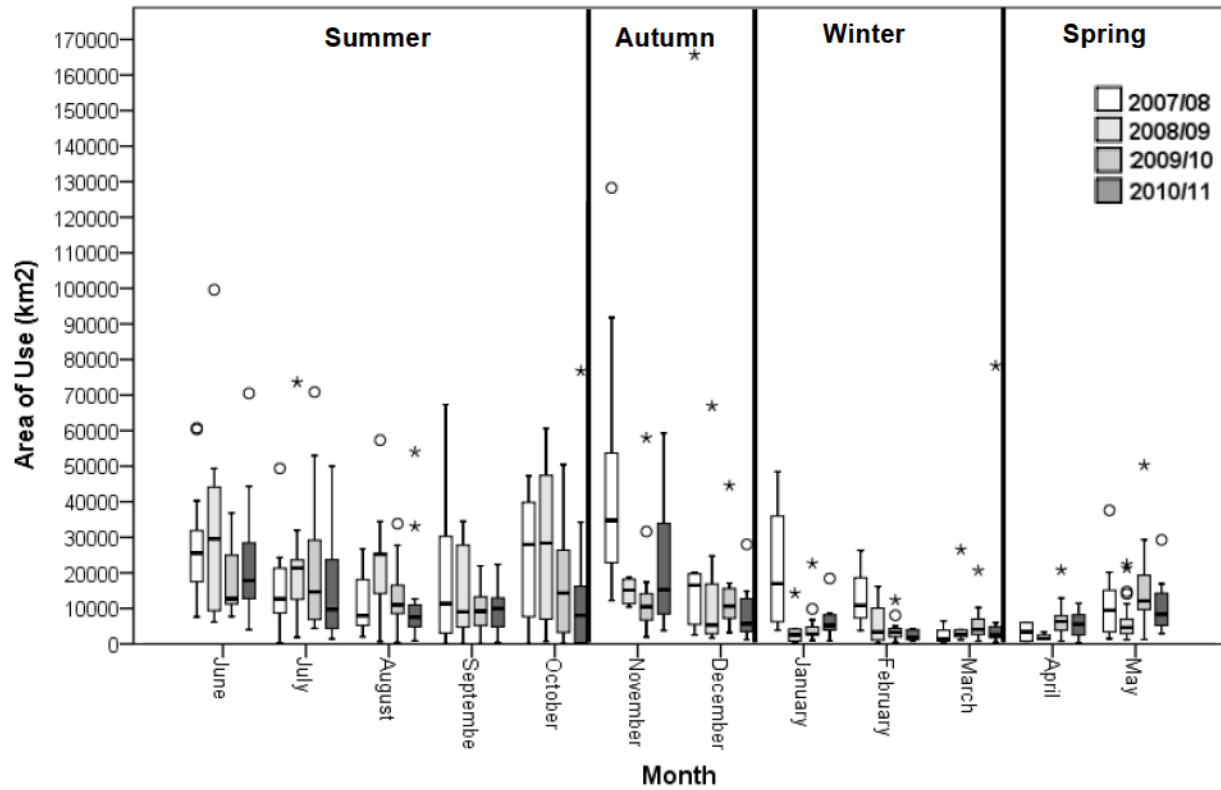 Summer Autumn Winter Spring
2007/08
2008/09
2009/10
2010/11
Area of Use (km2)
170000
160000
150000
140000
130000
120000
110000
100000
90000
80000
70000
60000
50000
40000
30000
20000
10000
0
June
July
August
Septembe
October
November
December
January
February
March
April
May
Month